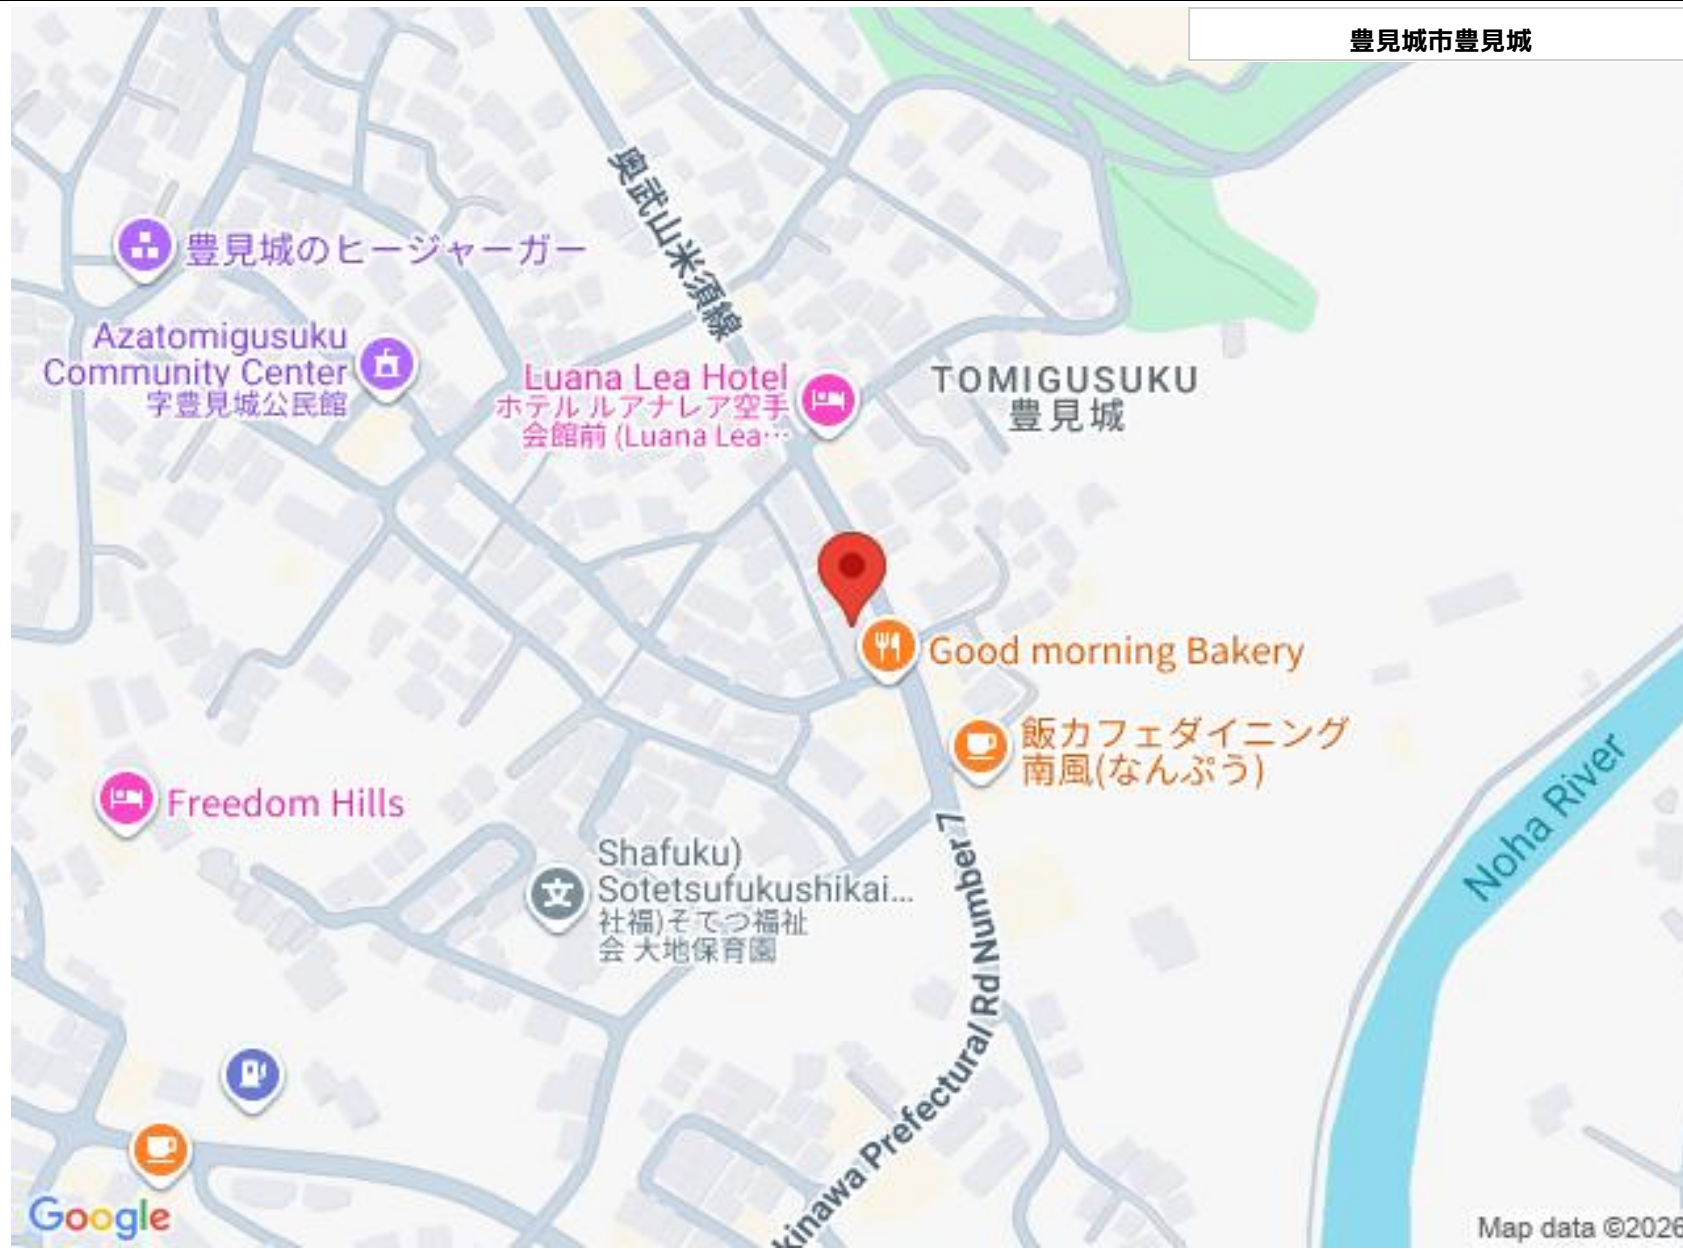 豊見城市豊見城
奥武山米須線
豊見城のヒージャーガー
Azatomigusuku
Community Center
字豊見城公民館
Luana Lea Hotel
ホテル ルアナレア空手
会館前 (Luana Lea…
TOMIGUSUKU
豊見城
Good morning Bakery
飯カフェダイニング
南風(なんぷう)
Freedom Hills
Noha River
Shafuku)
Sotetsufukushikai...
社福)そてつ福祉
会 大地保育園
kinawa Prefectural Rd Number 7
Google
Map data ©2026